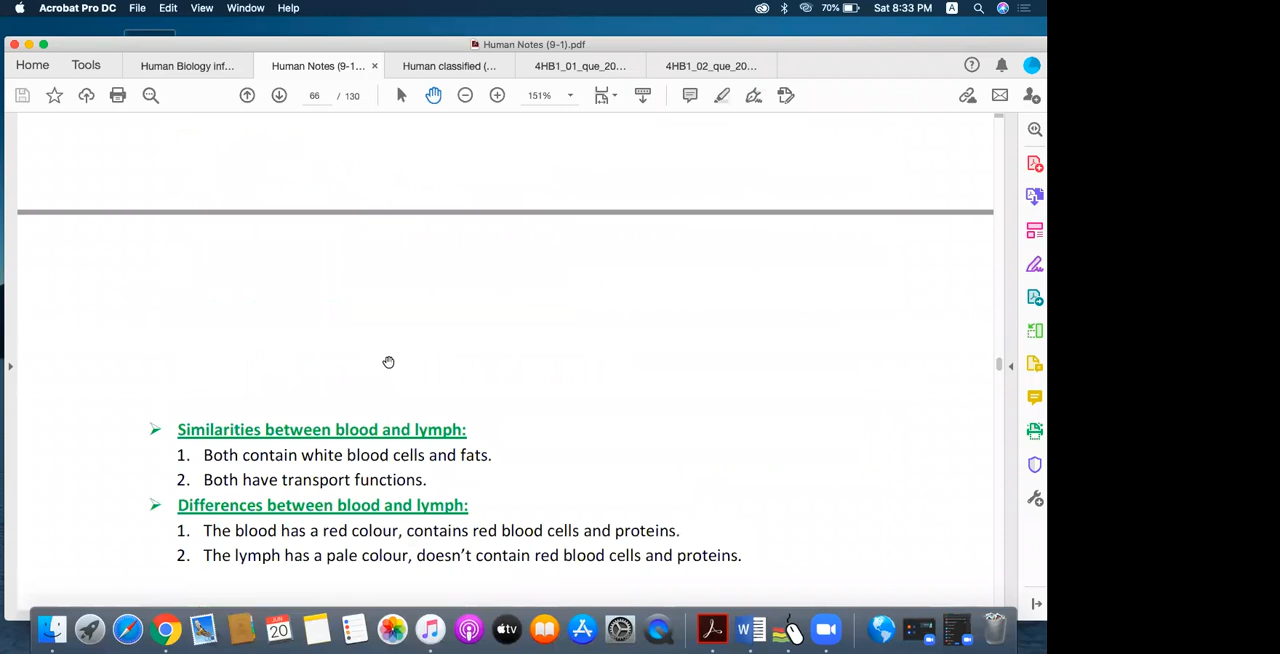 Acrobat Pro DC File Edit View Window Help 70% Sat 8:33 PM A
Human Notes (9-1).pdf
Home Tools Human Biology inf... Human Notes (9-1... × Human classified (... 4HB1_01_que_20... 4HB1_02_que_20...
66 / 130 151%
Similarities between blood and lymph:
1. Both contain white blood cells and fats.
2. Both have transport functions.
Differences between blood and lymph:
1. The blood has a red colour, contains red blood cells and proteins.
2. The lymph has a pale colour, doesn't contain red blood cells and proteins.
JUN
20
tv
W